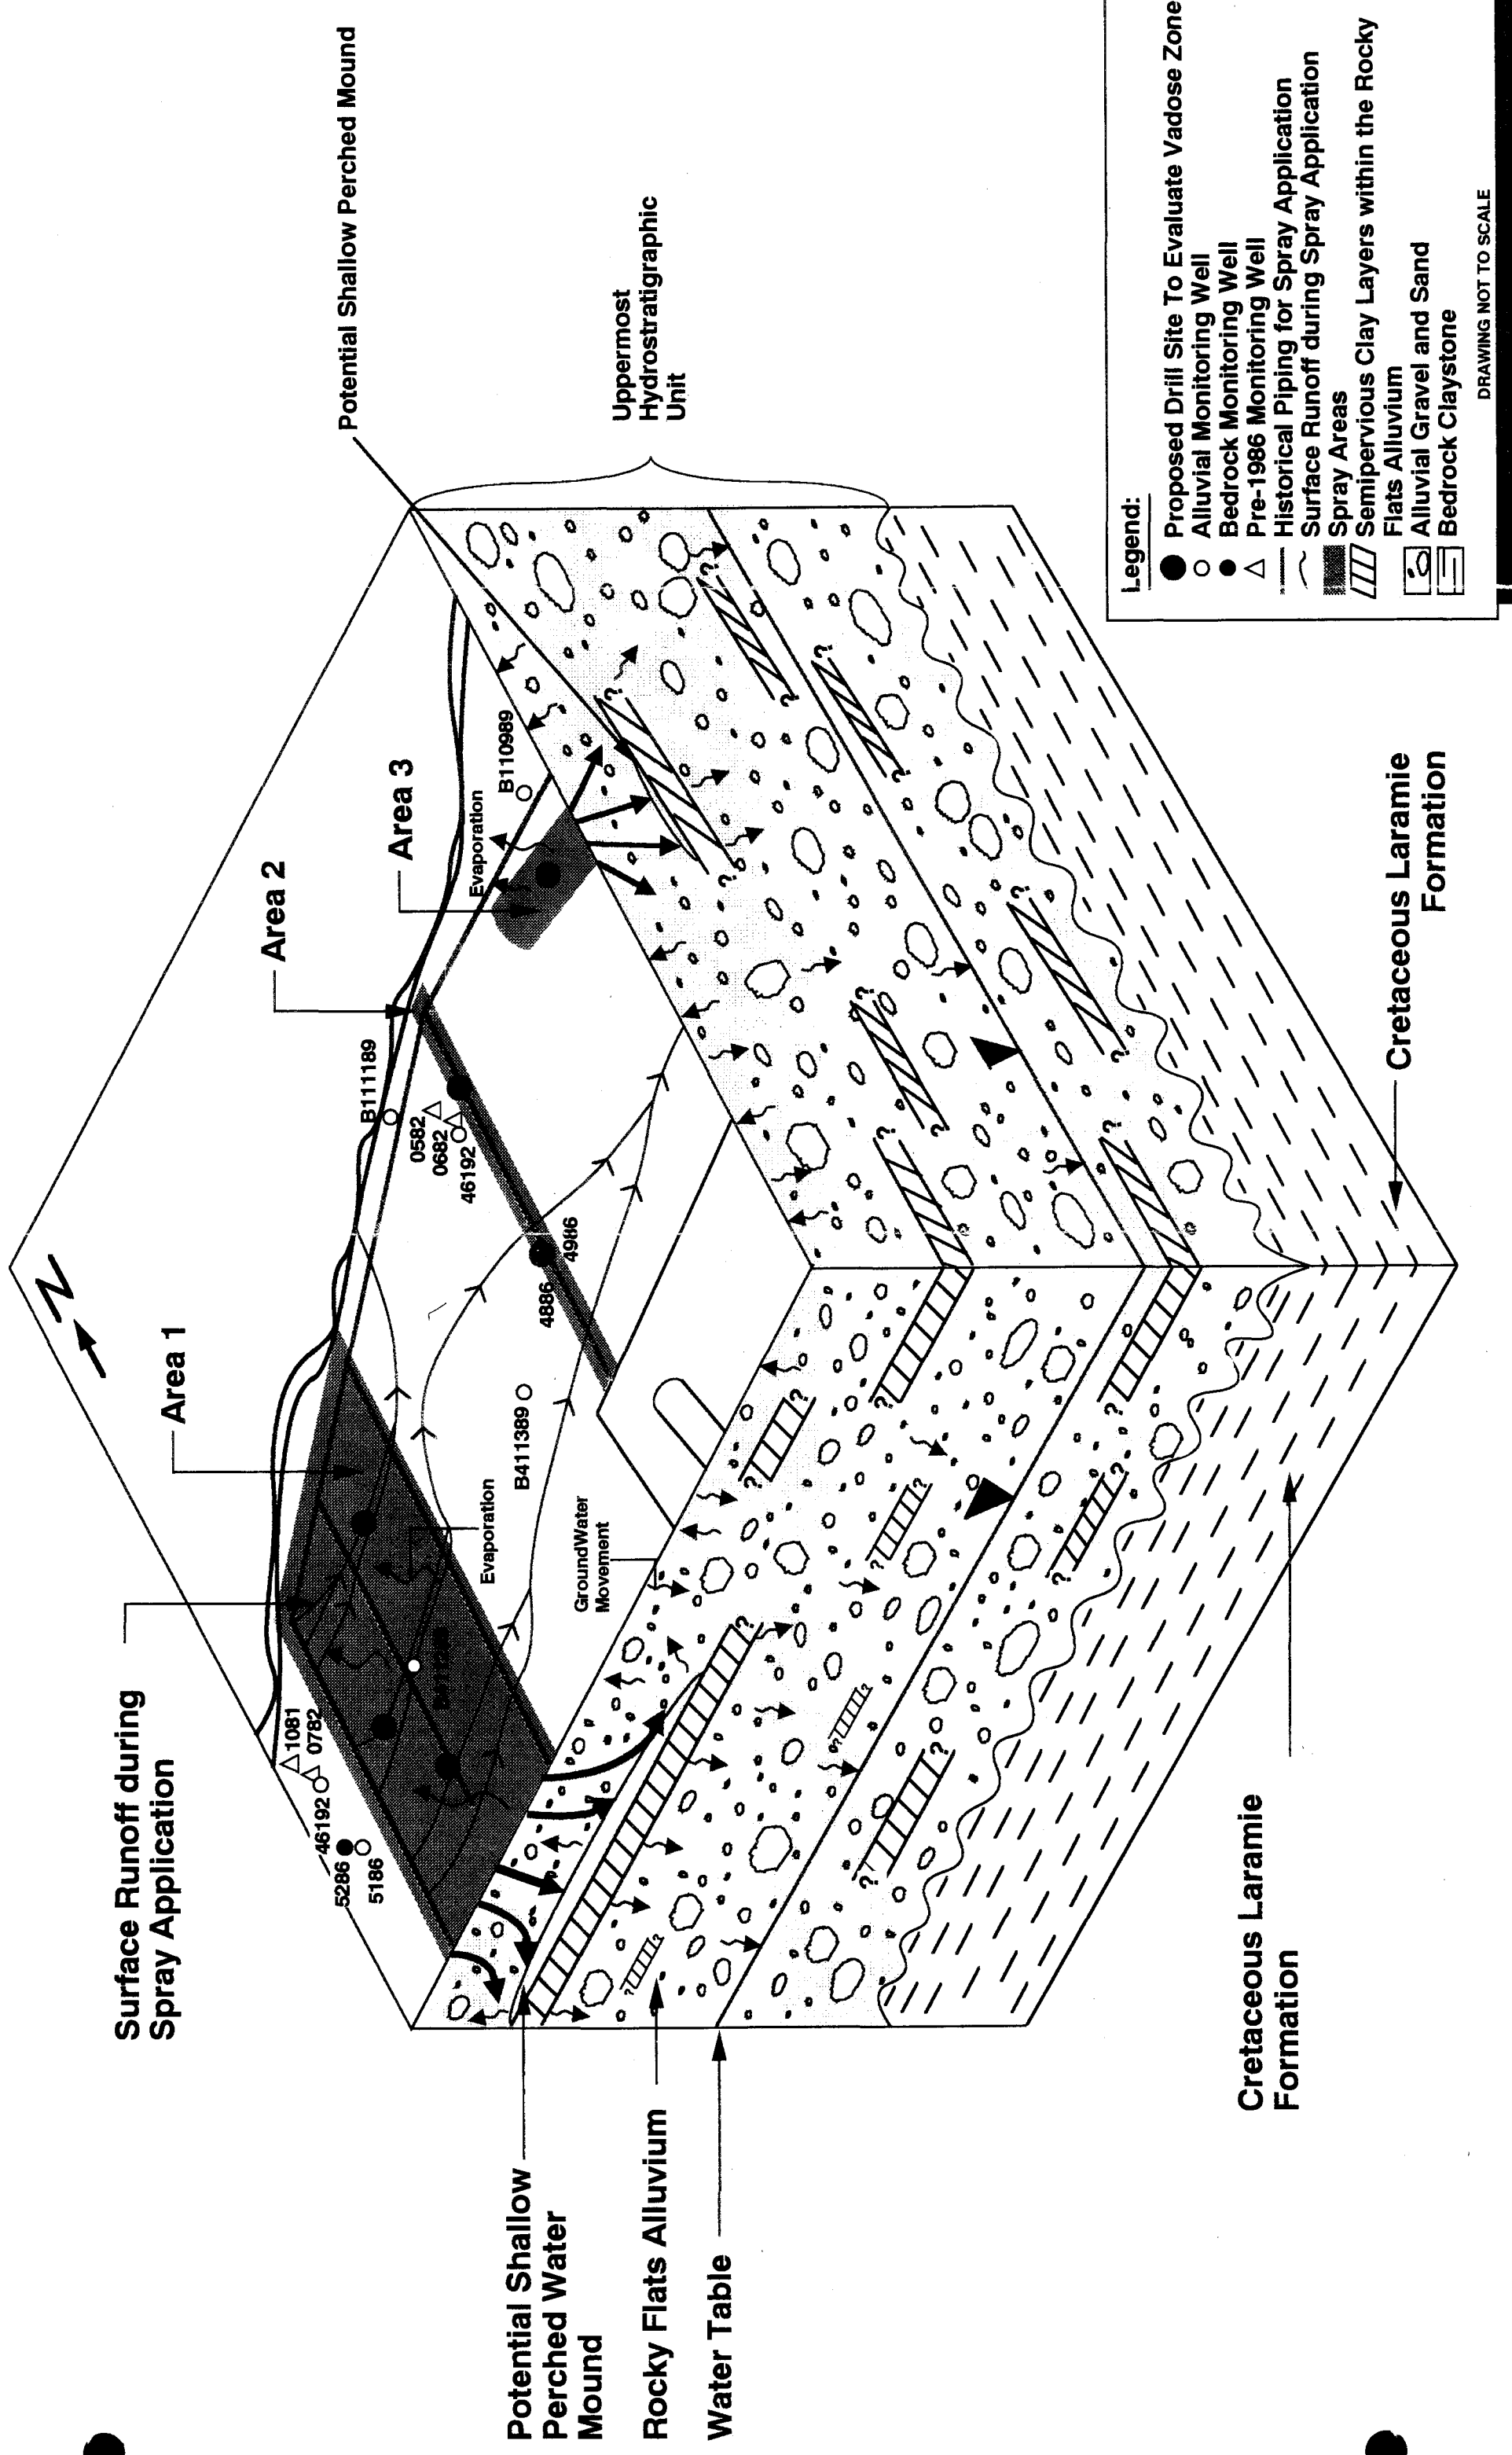 Surface Runoff during
Spray Application
Area 1
Area 2
Area 3
Potential Shallow Perched Mound
N
1081
0782
46192
5286
5186
B111189
0582
0682
46192
4886
4986
B411389
Evaporation
Evaporation
B110989
GroundWater
Movement
Uppermost
Hydrostratigraphic
Unit
Potential Shallow
Perched Water
Mound
Rocky Flats Alluvium
Water Table
Cretaceous Laramie
Formation
Cretaceous Laramie
Formation
Legend:
Proposed Drill Site To Evaluate Vadose Zone
Alluvial Monitoring Well
Bedrock Monitoring Well
Pre-1986 Monitoring Well
Historical Piping for Spray Application
Surface Runoff during Spray Application
Spray Areas
Semipervious Clay Layers within the Rocky
Flats Alluvium
Alluvial Gravel and Sand
Bedrock Claystone
DRAWING NOT TO SCALE